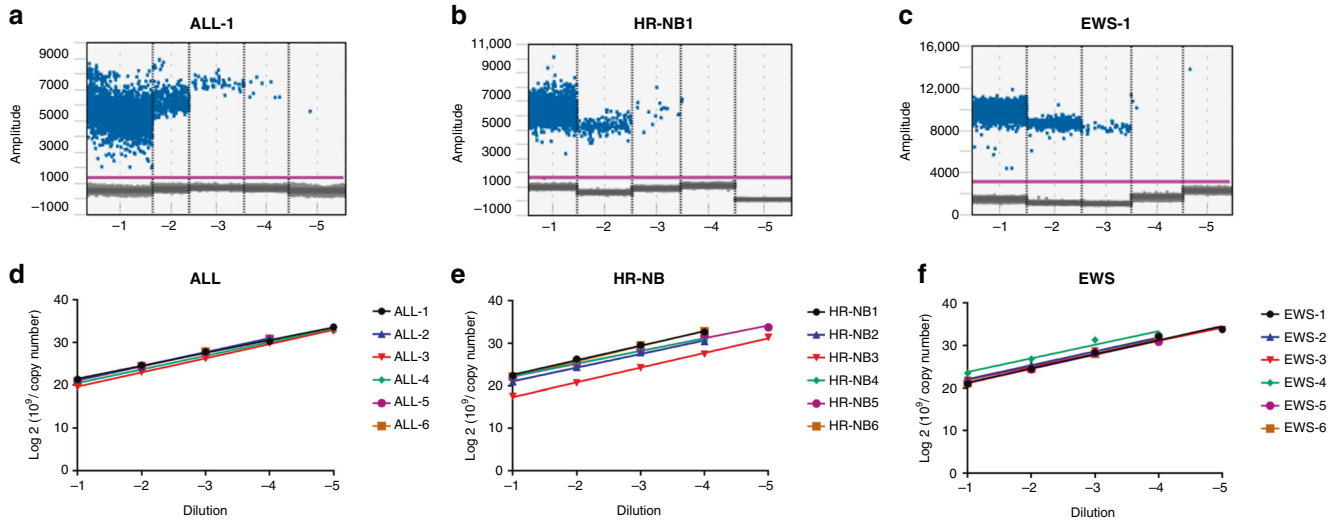 a
ALL-1
Amplitude
9000
7000
5000
3000
1000
−1000
−1
−2
−3
−4
−5
b
HR-NB1
Amplitude
11,000
9000
7000
5000
3000
1000
−1000
−1
−2
−3
−4
−5
c
EWS-1
Amplitude
16,000
12,000
8000
4000
0
−1
−2
−3
−4
−5
d
ALL
Log 2 (10⁹/ copy number)
40
30
20
10
0
−1
−2
−3
−4
−5
Dilution
ALL-1
ALL-2
ALL-3
ALL-4
ALL-5
ALL-6
e
HR-NB
Log 2 (10⁹/ copy number)
40
30
20
10
0
−1
−2
−3
−4
−5
Dilution
HR-NB1
HR-NB2
HR-NB3
HR-NB4
HR-NB5
HR-NB6
f
EWS
Log 2 (10⁹/ copy number)
40
30
20
10
0
−1
−2
−3
−4
−5
Dilution
EWS-1
EWS-2
EWS-3
EWS-4
EWS-5
EWS-6